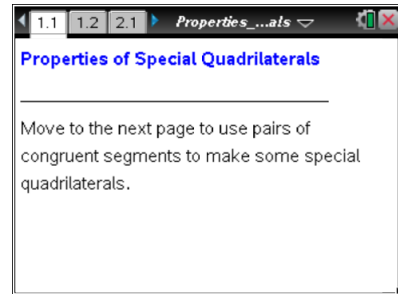 1.1 1.2 2.1 Properties_...als
Properties of Special Quadrilaterals
Move to the next page to use pairs of
congruent segments to make some special
quadrilaterals.